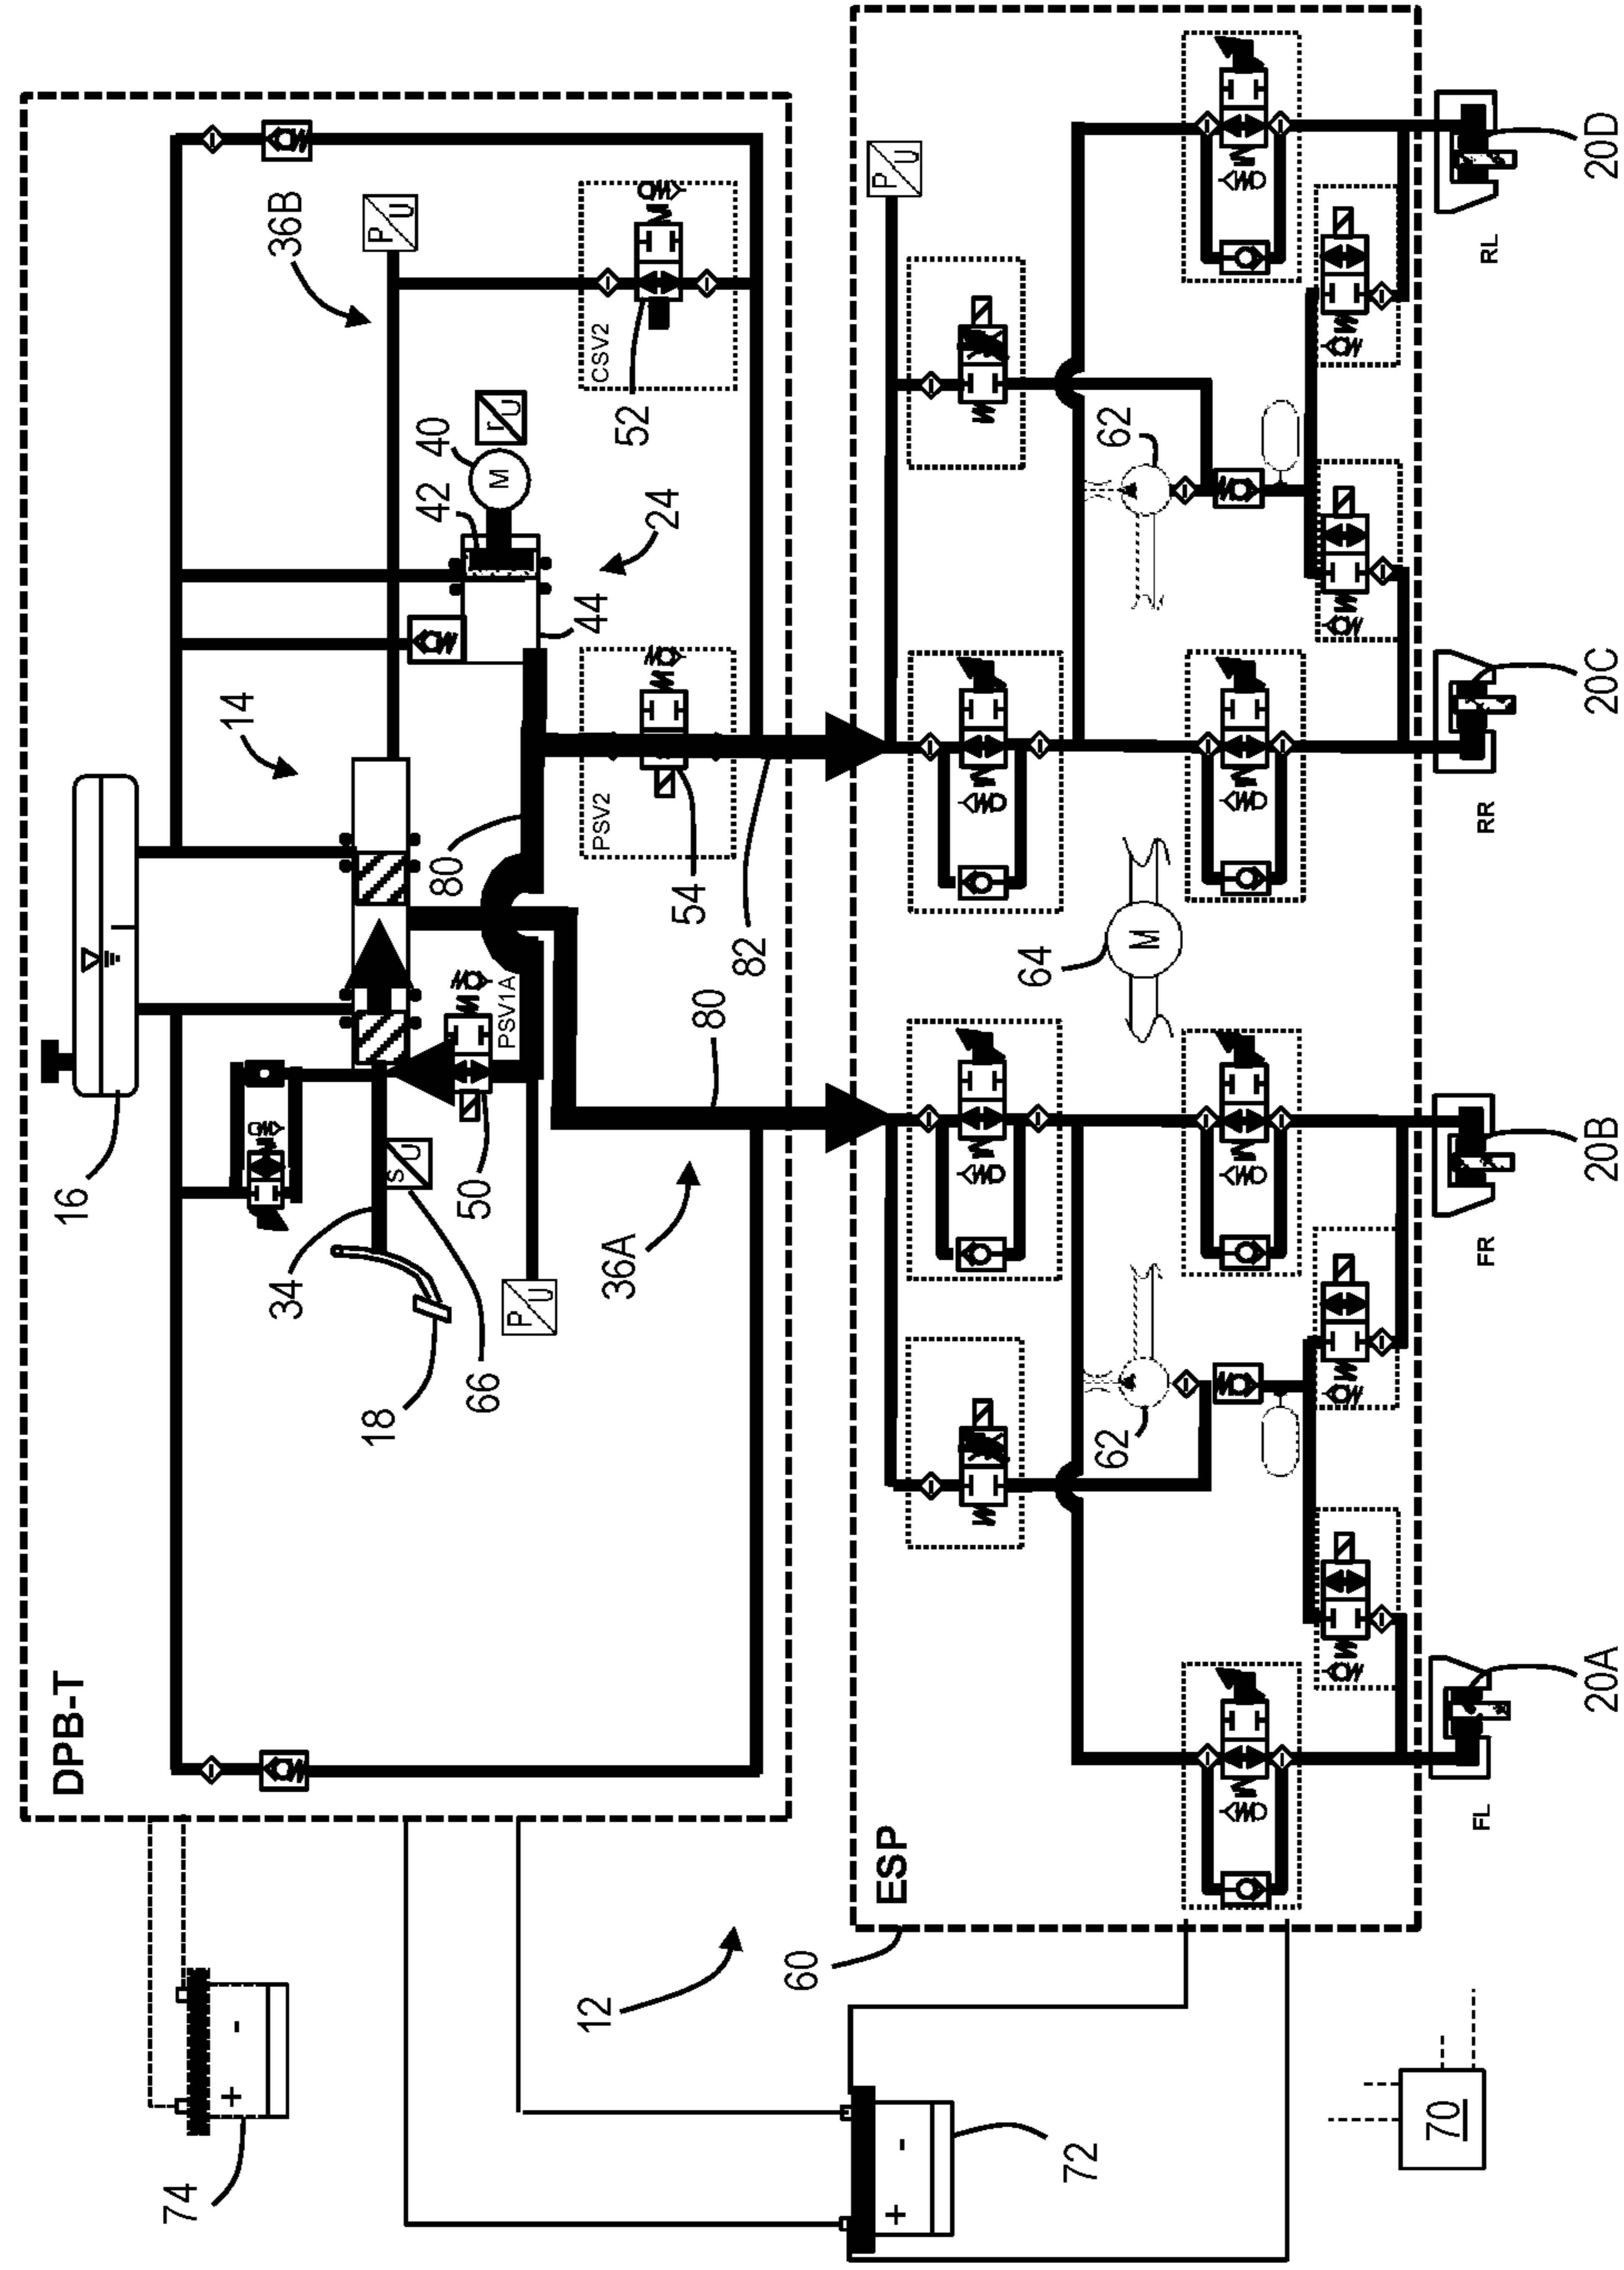 74
72
12
70
DPB-T
16
34
18
66
s
U
50
PSV1A
P
U
36A
80
14
80
82
54
PSV2
44
24
42
40
M
r
U
36B
P
U
52
CSV2
ESP
60
P
U
62
62
64
M
FL
FR
RR
RL
20A
20B
20C
20D
+
-
+
-